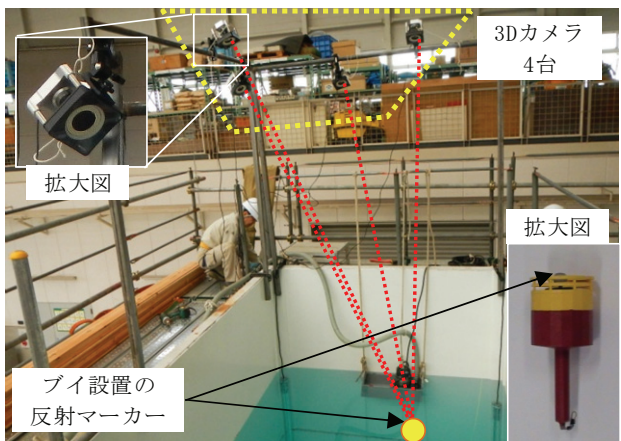 3Dカメラ
4台
拡大図
拡大図
ブイ設置の
反射マーカー